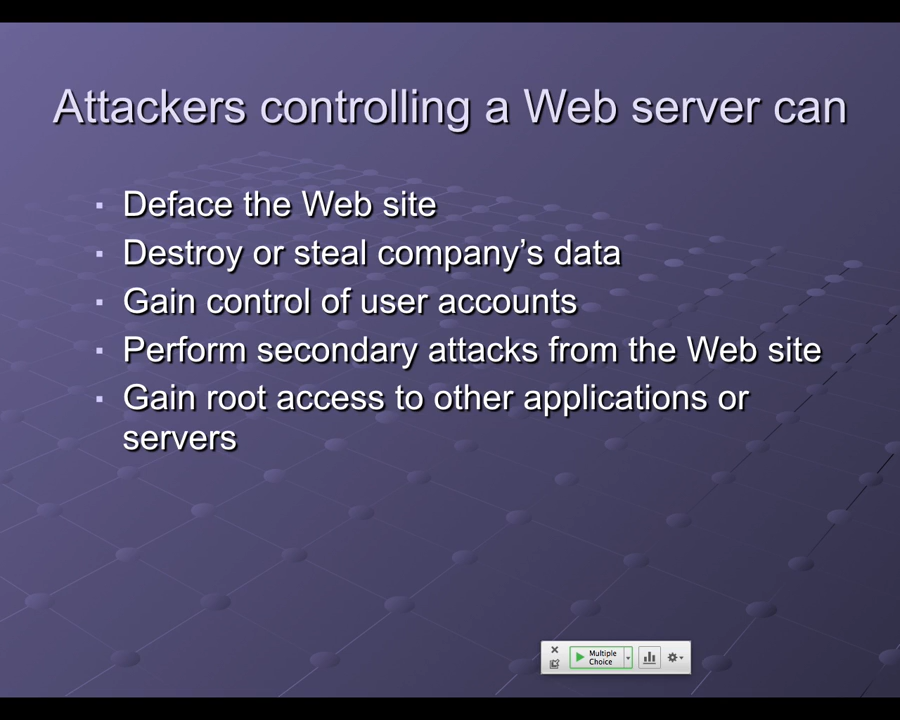 Attackers controlling a Web server can
▪ Deface the Web site
▪ Destroy or steal company’s data
▪ Gain control of user accounts
▪ Perform secondary attacks from the Web site
▪ Gain root access to other applications or
servers
Multiple
Choice